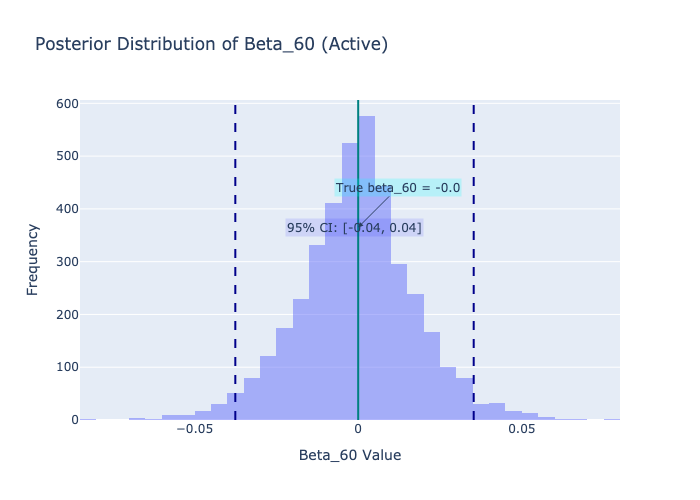 Posterior Distribution of Beta_60 (Active)
600
500
400
300
200
100
0
Frequency
True beta_60 = -0.0
95% CI: [-0.04, 0.04]
−0.05
0
0.05
Beta_60 Value